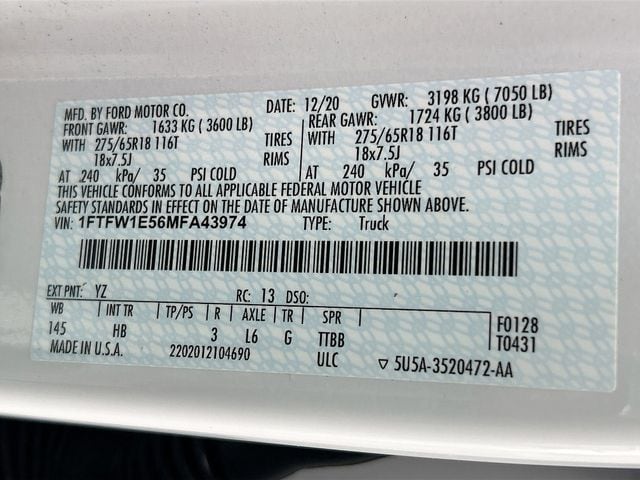 MFD. BY FORD MOTOR CO. DATE: 12/20 GVWR: 3198 KG ( 7050 LB)
FRONT GAWR: 1633 KG ( 3600 LB) REAR GAWR: 1724 KG ( 3800 LB)
WITH 275/65R18 116T TIRES WITH 275/65R18 116T TIRES
18x7.5J RIMS 18x7.5J RIMS
AT 240 kPa/ 35 PSI COLD AT 240 kPa/ 35 PSI COLD
THIS VEHICLE CONFORMS TO ALL APPLICABLE FEDERAL MOTOR VEHICLE
SAFETY STANDARDS IN EFFECT ON THE DATE OF MANUFACTURE SHOWN ABOVE.
VIN: 1FTFW1E56MFA43974 TYPE: Truck
EXT PNT: YZ RC: 13 DSO:
WB INT TR TP/PS R AXLE TR SPR F0128
145 HB 3 L6 G TTBB T0431
MADE IN U.S.A. 2202012104690 ULC ▽ 5U5A-3520472-AA